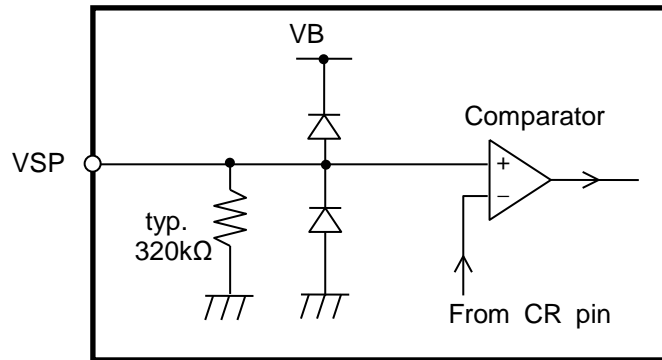 VB
Comparator
VSP
+
−
typ.
320kΩ
From CR pin